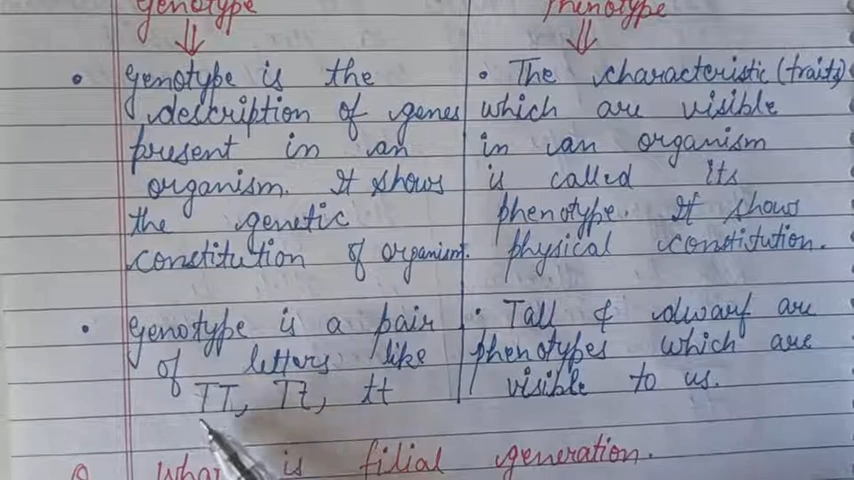 Genotype
Phenotype
• Genotype is the
description of genes
present in an
organism. It shows
the genetic
constitution of organism.
• The characteristic (traits)
which are visible
in an organism
is called its
phenotype. It shows
physical constitution.
• Genotype is a pair
of letters like
TT, Tt, tt
• Tall & dwarf are
phenotypes which are
visible to us.
Q is filial generation.